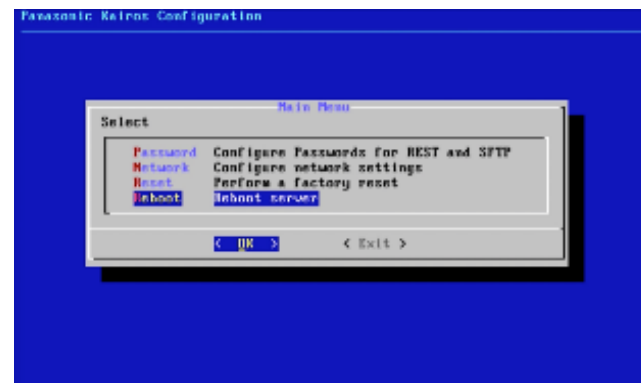 Panasonic Kairos Configuration
Main Menu
Select
Password Configure Passwords for REST and SFTP
Network Configure network settings
Reset Perform a factory reset
Reboot Reboot server
< OK > < Exit >